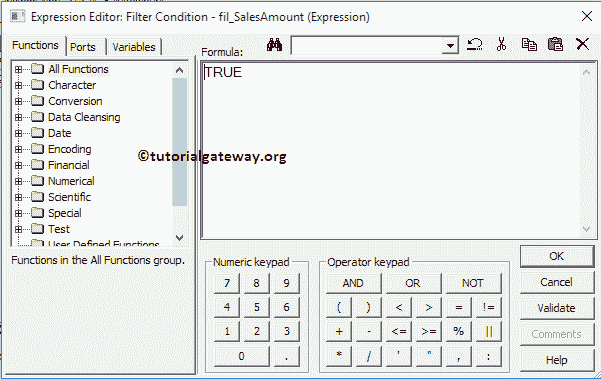 Expression Editor: Filter Condition - fil_SalesAmount (Expression)
Functions Ports Variables
All Functions
Character
Conversion
Data Cleansing
Date
Encoding
Financial
Numerical
Scientific
Special
Test
User Defined Functions
Functions in the All Functions group.
Formula:
TRUE
©tutorialgateway.org
Numeric keypad
7 8 9
4 5 6
1 2 3
0 .
Operator keypad
AND OR NOT
( ) < > = !=
+ - <= >= % ||
* / ' " , :
OK
Cancel
Validate
Comments
Help